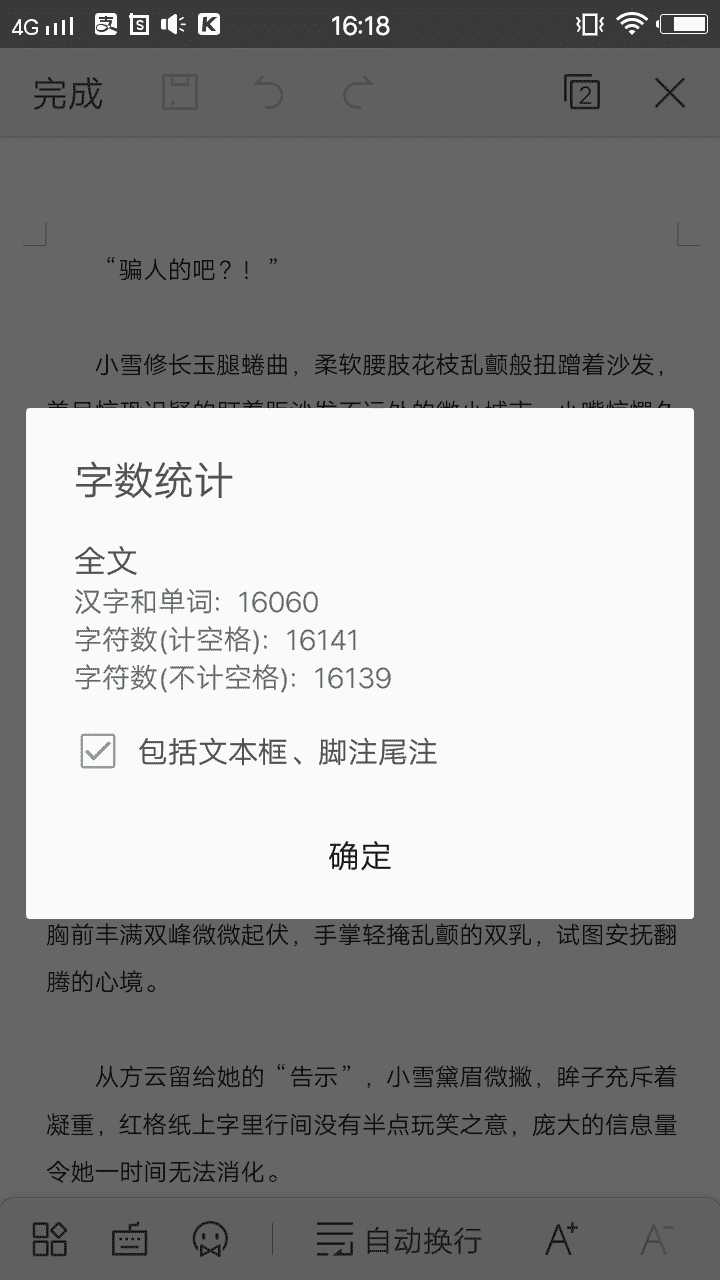 4G 支 S K 16:18
完成 2
“骗人的吧？！”
小雪修长玉腿蜷曲，柔软腰肢花枝乱颤般扭蹭着沙发，
字数统计
全文
汉字和单词: 16060
字符数(计空格): 16141
字符数(不计空格): 16139
包括文本框、脚注尾注
确定
胸前丰满双峰微微起伏，手掌轻掩乱颤的双乳，试图安抚翻
腾的心境。
从方云留给她的“告示”，小雪黛眉微撇，眸子充斥着
凝重，红格纸上字里行间没有半点玩笑之意，庞大的信息量
令她一时间无法消化。
自动换行 A+ A-